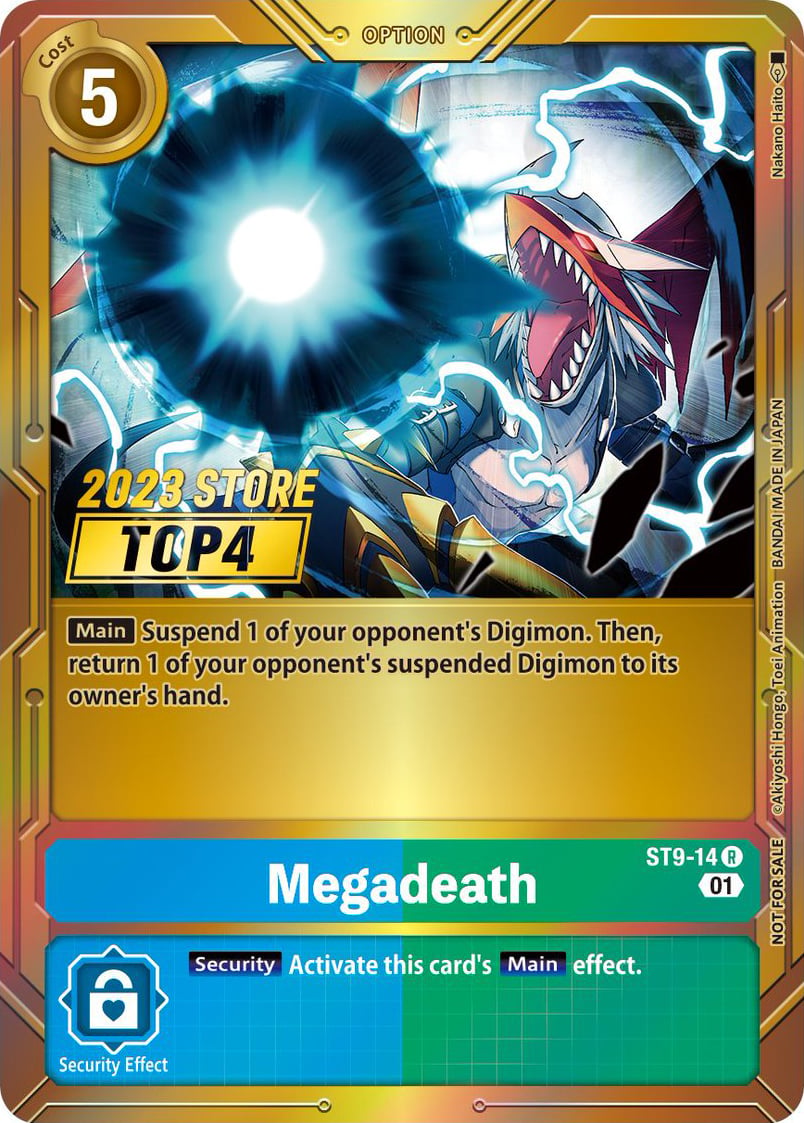 OPTION
Cost
5
Nakano Haito
2023 STORE
TOP4
Main Suspend 1 of your opponent's Digimon. Then,
return 1 of your opponent's suspended Digimon to its
owner's hand.
©Akiyoshi Hongo, Toei Animation BANDAI MADE IN JAPAN
NOT FOR SALE
ST9-14 R
01
Megadeath
Security Activate this card's Main effect.
Security Effect